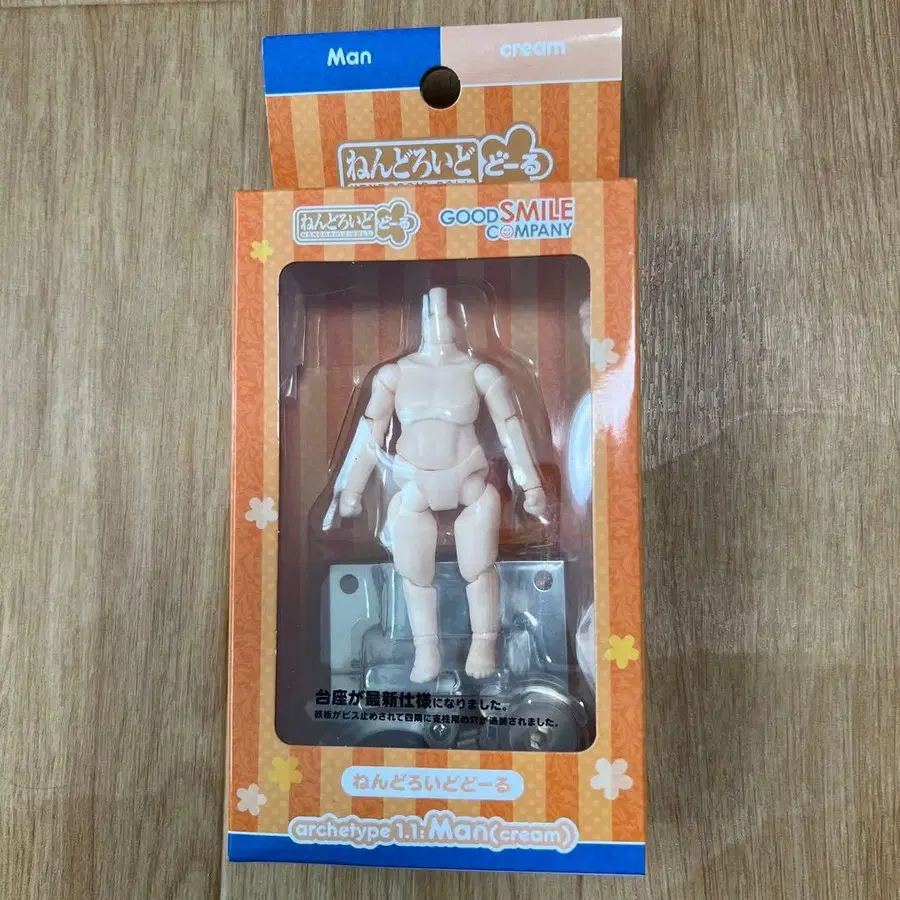 Man
cream
ねんどろいど どーる
NENDOROID DOLL
ねんどろいど どーる
NENDOROID DOLL
GOOD SMILE
COMPANY
台座が最新仕様になりました。
鉄板がビス止めされて四隅に支柱用の穴が追加されました。
ねんどろいどどーる
archetype 1.1: Man(cream)